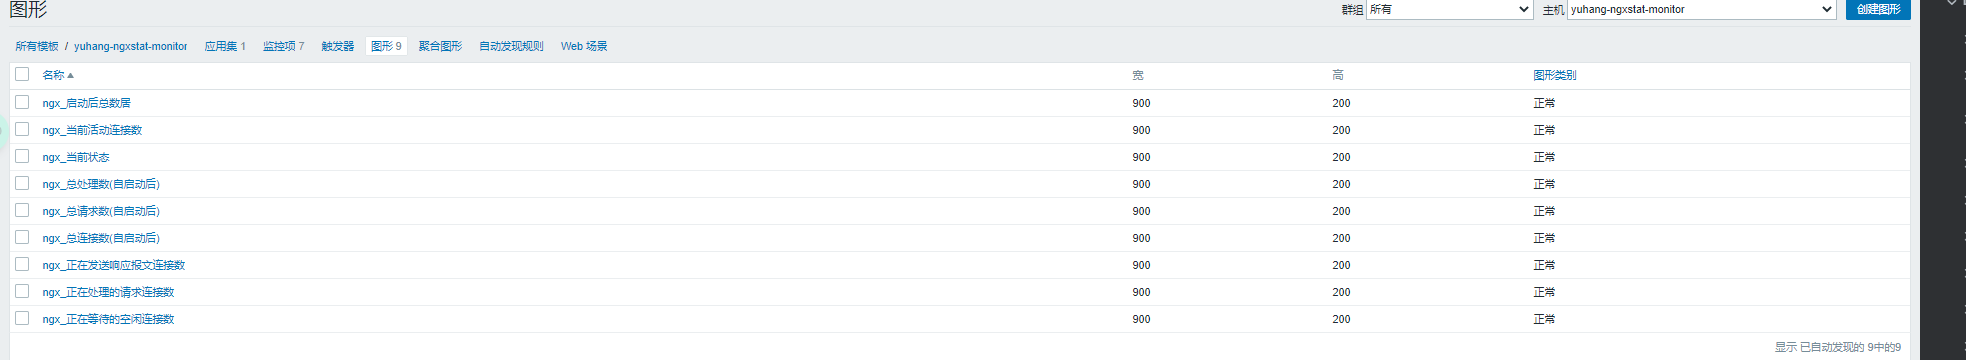 图形 群组 所有 主机 yuhang-ngxstat-monitor 创建图形
所有模板 / yuhang-ngxstat-monitor 应用集 1 监控项 7 触发器 图形 9 聚合图形 自动发现规则 Web 场景
名称 宽 高 图形类别
ngx_启动后总数居 900 200 正常
ngx_当前活动连接数 900 200 正常
ngx_当前状态 900 200 正常
ngx_总处理数(自启动后) 900 200 正常
ngx_总请求数(自启动后) 900 200 正常
ngx_总连接数(自启动后) 900 200 正常
ngx_正在发送响应报文连接数 900 200 正常
ngx_正在处理的请求连接数 900 200 正常
ngx_正在等待的空闲连接数 900 200 正常
显示 已自动发现的 9中的9